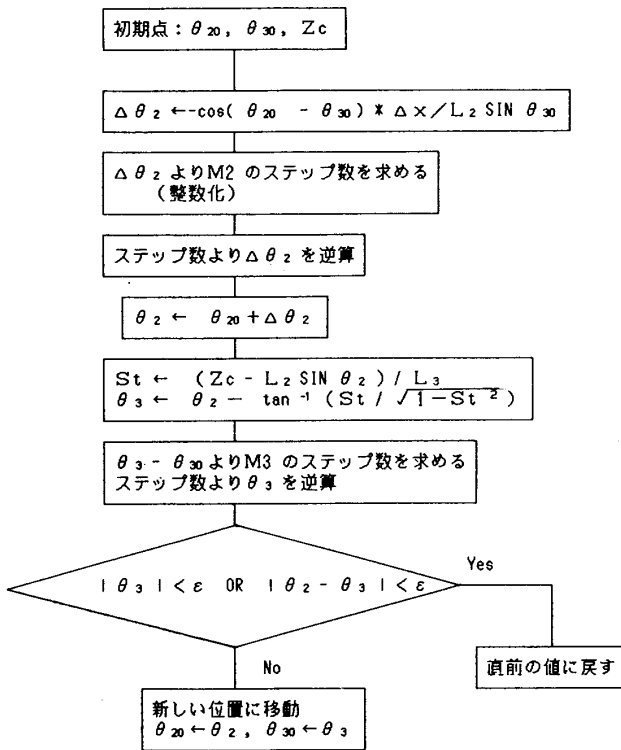 初期点：θ₂₀, θ₃₀, Zc
Δθ₂ ←-cos( θ₂₀ - θ₃₀) * Δx／L₂ SIN θ₃₀
Δθ₂ よりM2 のステップ数を求める
（整数化）
ステップ数よりΔθ₂ を逆算
θ₂ ← θ₂₀ + Δθ₂
St ← (Zc - L₂ SIN θ₂) / L₃
θ₃ ← θ₂ - tan⁻¹ (St / √1-St²)
θ₃ - θ₃₀ よりM3 のステップ数を求める
ステップ数よりθ₃ を逆算
| θ₃ | < ε OR | θ₂ - θ₃ | < ε
Yes
No
直前の値に戻す
新しい位置に移動
θ₂₀ ← θ₂, θ₃₀ ← θ₃